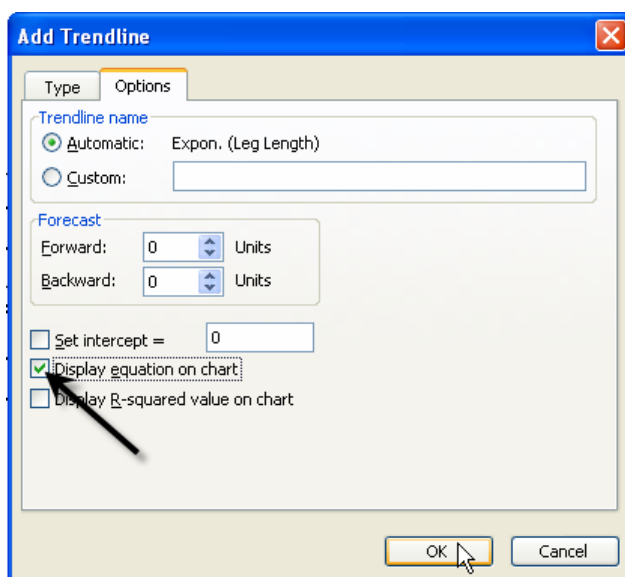 Add Trendline
Type Options
Trendline name
Automatic: Expon. (Leg Length)
Custom:
Forecast
Forward: 0 Units
Backward: 0 Units
Set intercept = 0
Display equation on chart
Display R-squared value on chart
OK Cancel